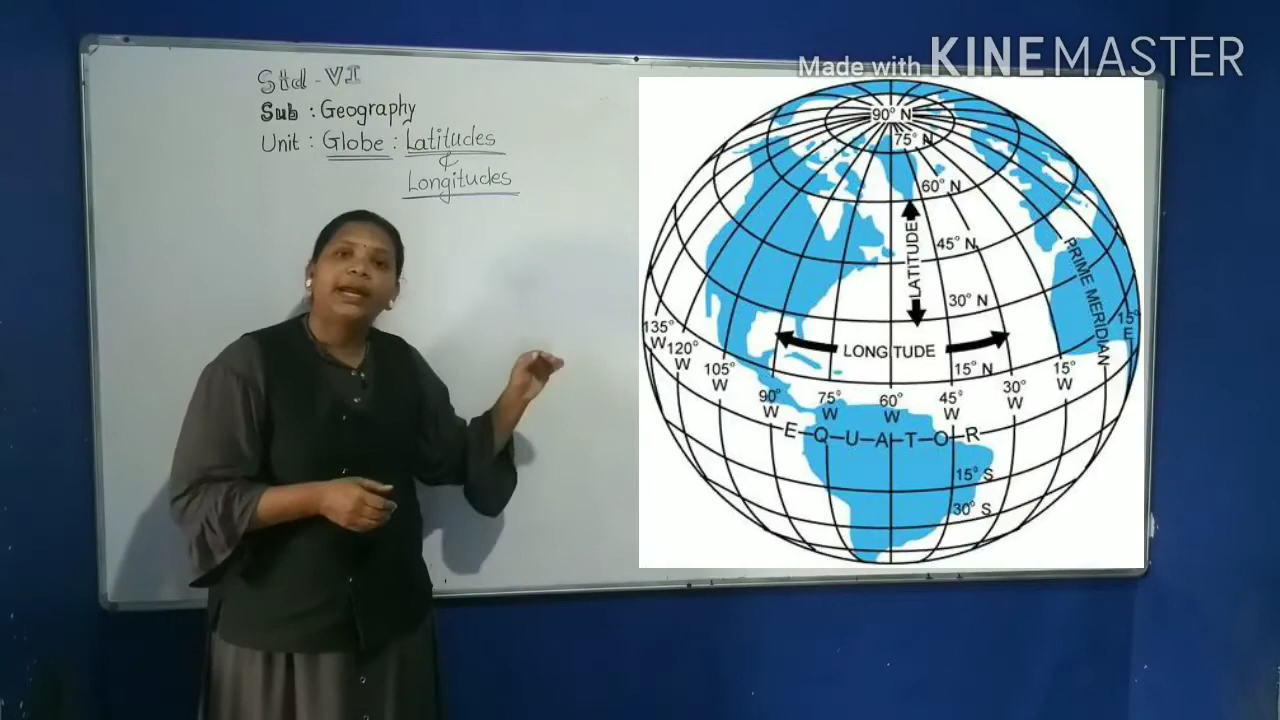 Made with KINEMASTER
Std - VI
Sub : Geography
Unit : Globe : Latitudes
&
Longitudes
90° N
75° N
60° N
45° N
LATITUDE
PRIME MERIDIAN
30° N
15° E
135° W
120° W
LONGITUDE
105° W
15° N
15° W
90° W
75° W
60° W
45° W
30° W
EQUATOR
15° S
30° S